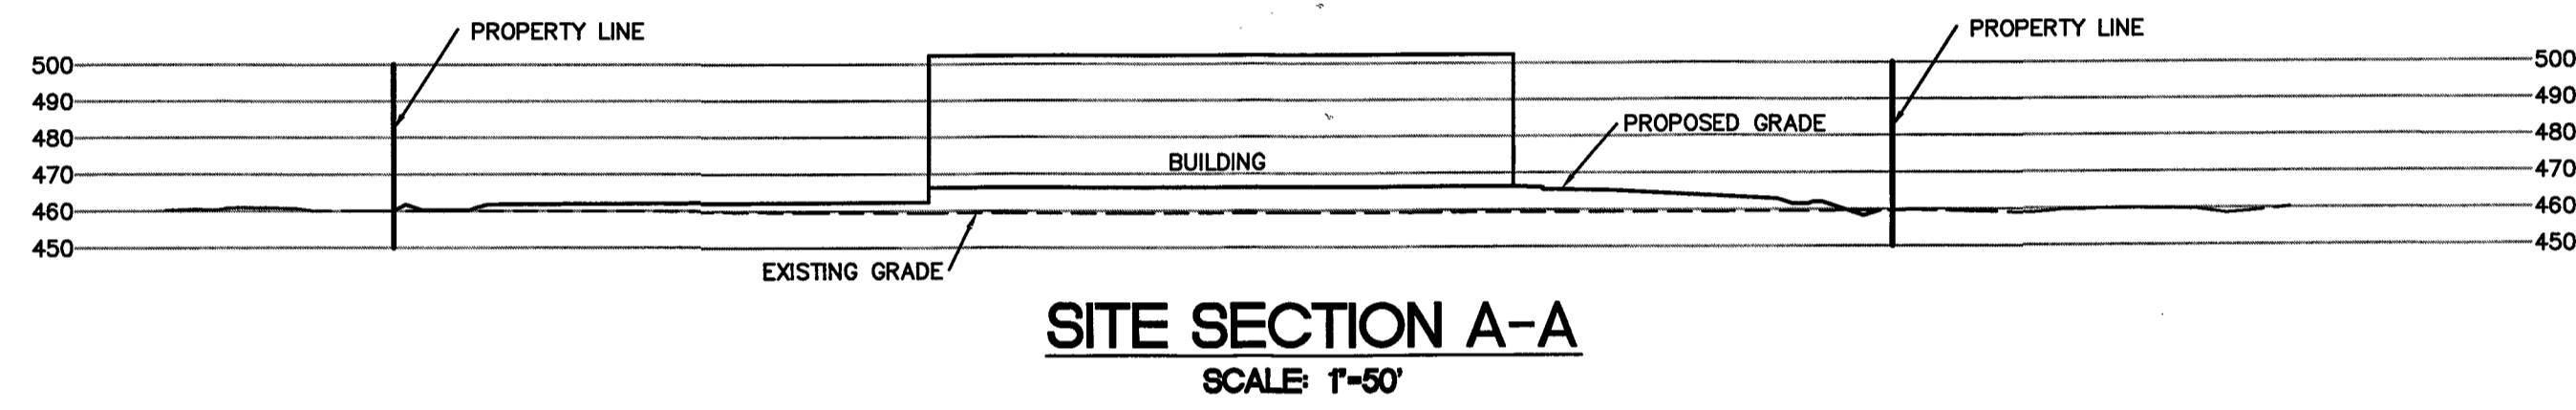 PROPERTY LINE
PROPERTY LINE
500
500
490
490
480
PROPOSED GRADE
480
BUILDING
470
470
460
460
450
450
EXISTING GRADE
SITE SECTION A-A
SCALE: 1"=50'